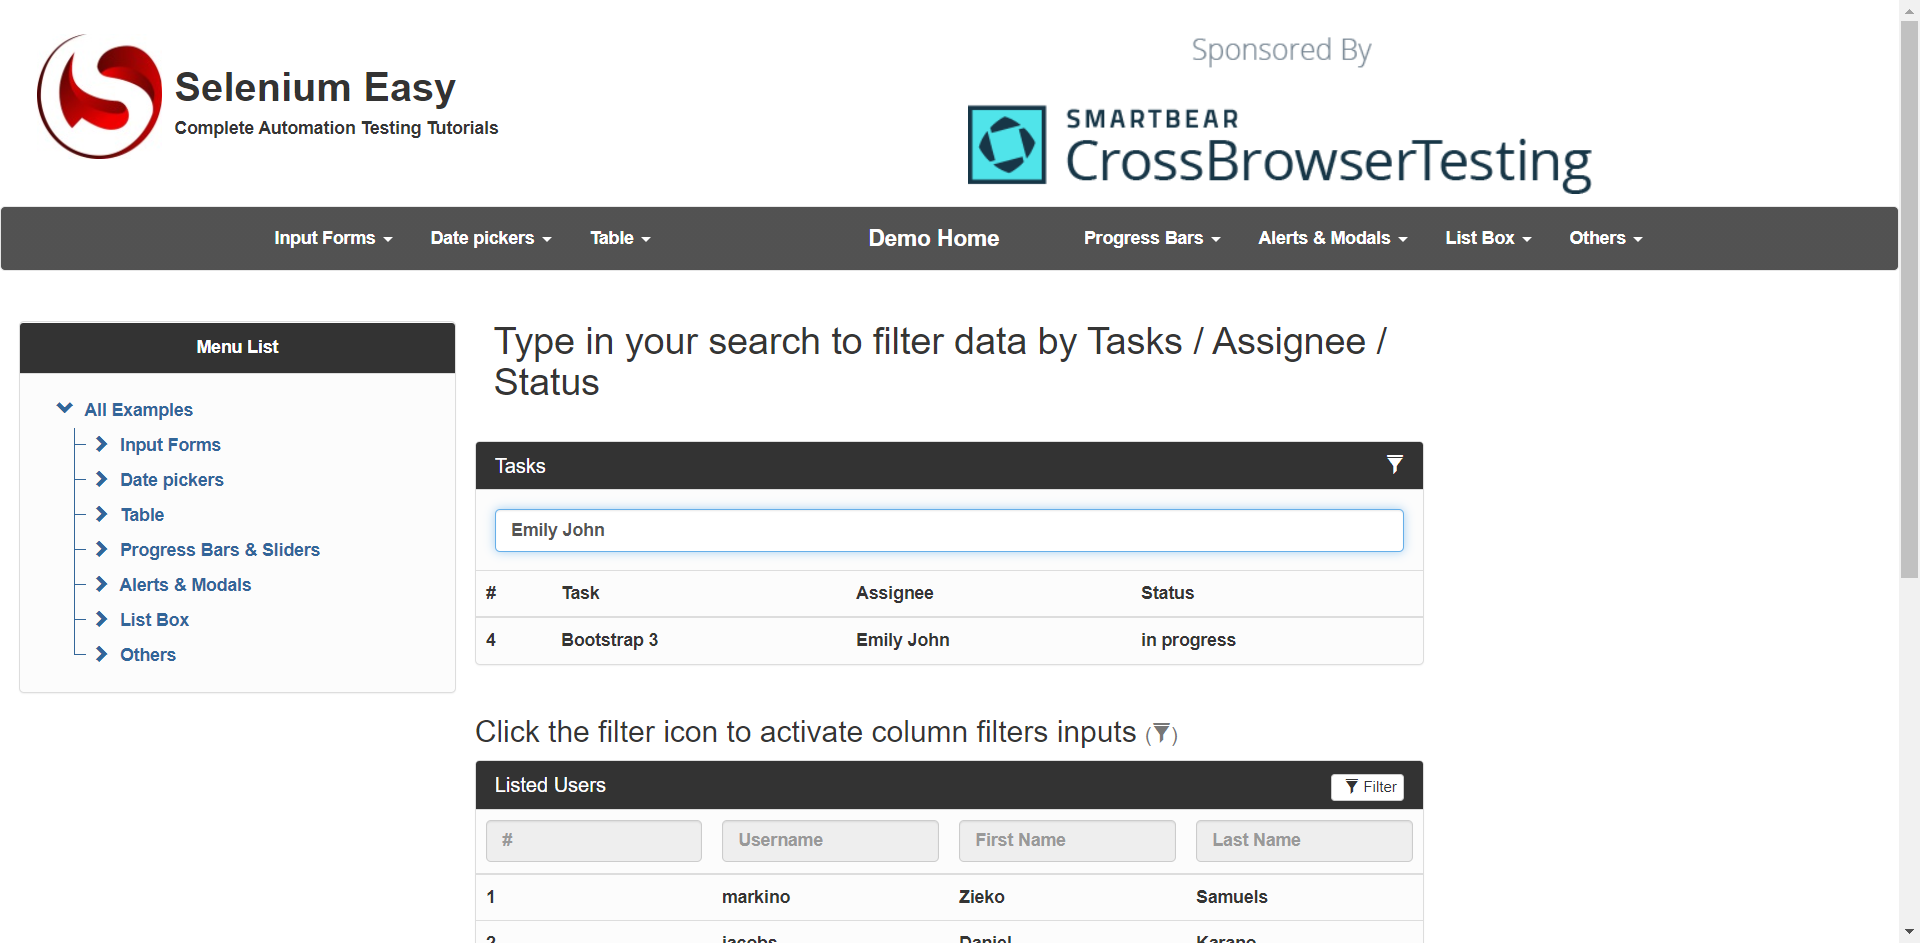 Selenium Easy
Complete Automation Testing Tutorials
Sponsored By
SMARTBEAR
CrossBrowserTesting
Input Forms Date pickers Table Demo Home Progress Bars Alerts & Modals List Box Others
Menu List
All Examples
Input Forms
Date pickers
Table
Progress Bars & Sliders
Alerts & Modals
List Box
Others
Type in your search to filter data by Tasks / Assignee /
Status
Tasks
Emily John
# Task Assignee Status
4 Bootstrap 3 Emily John in progress
Click the filter icon to activate column filters inputs ()
Listed Users Filter
# Username First Name Last Name
1 markino Zieko Samuels
2 jacobs Daniel Karano